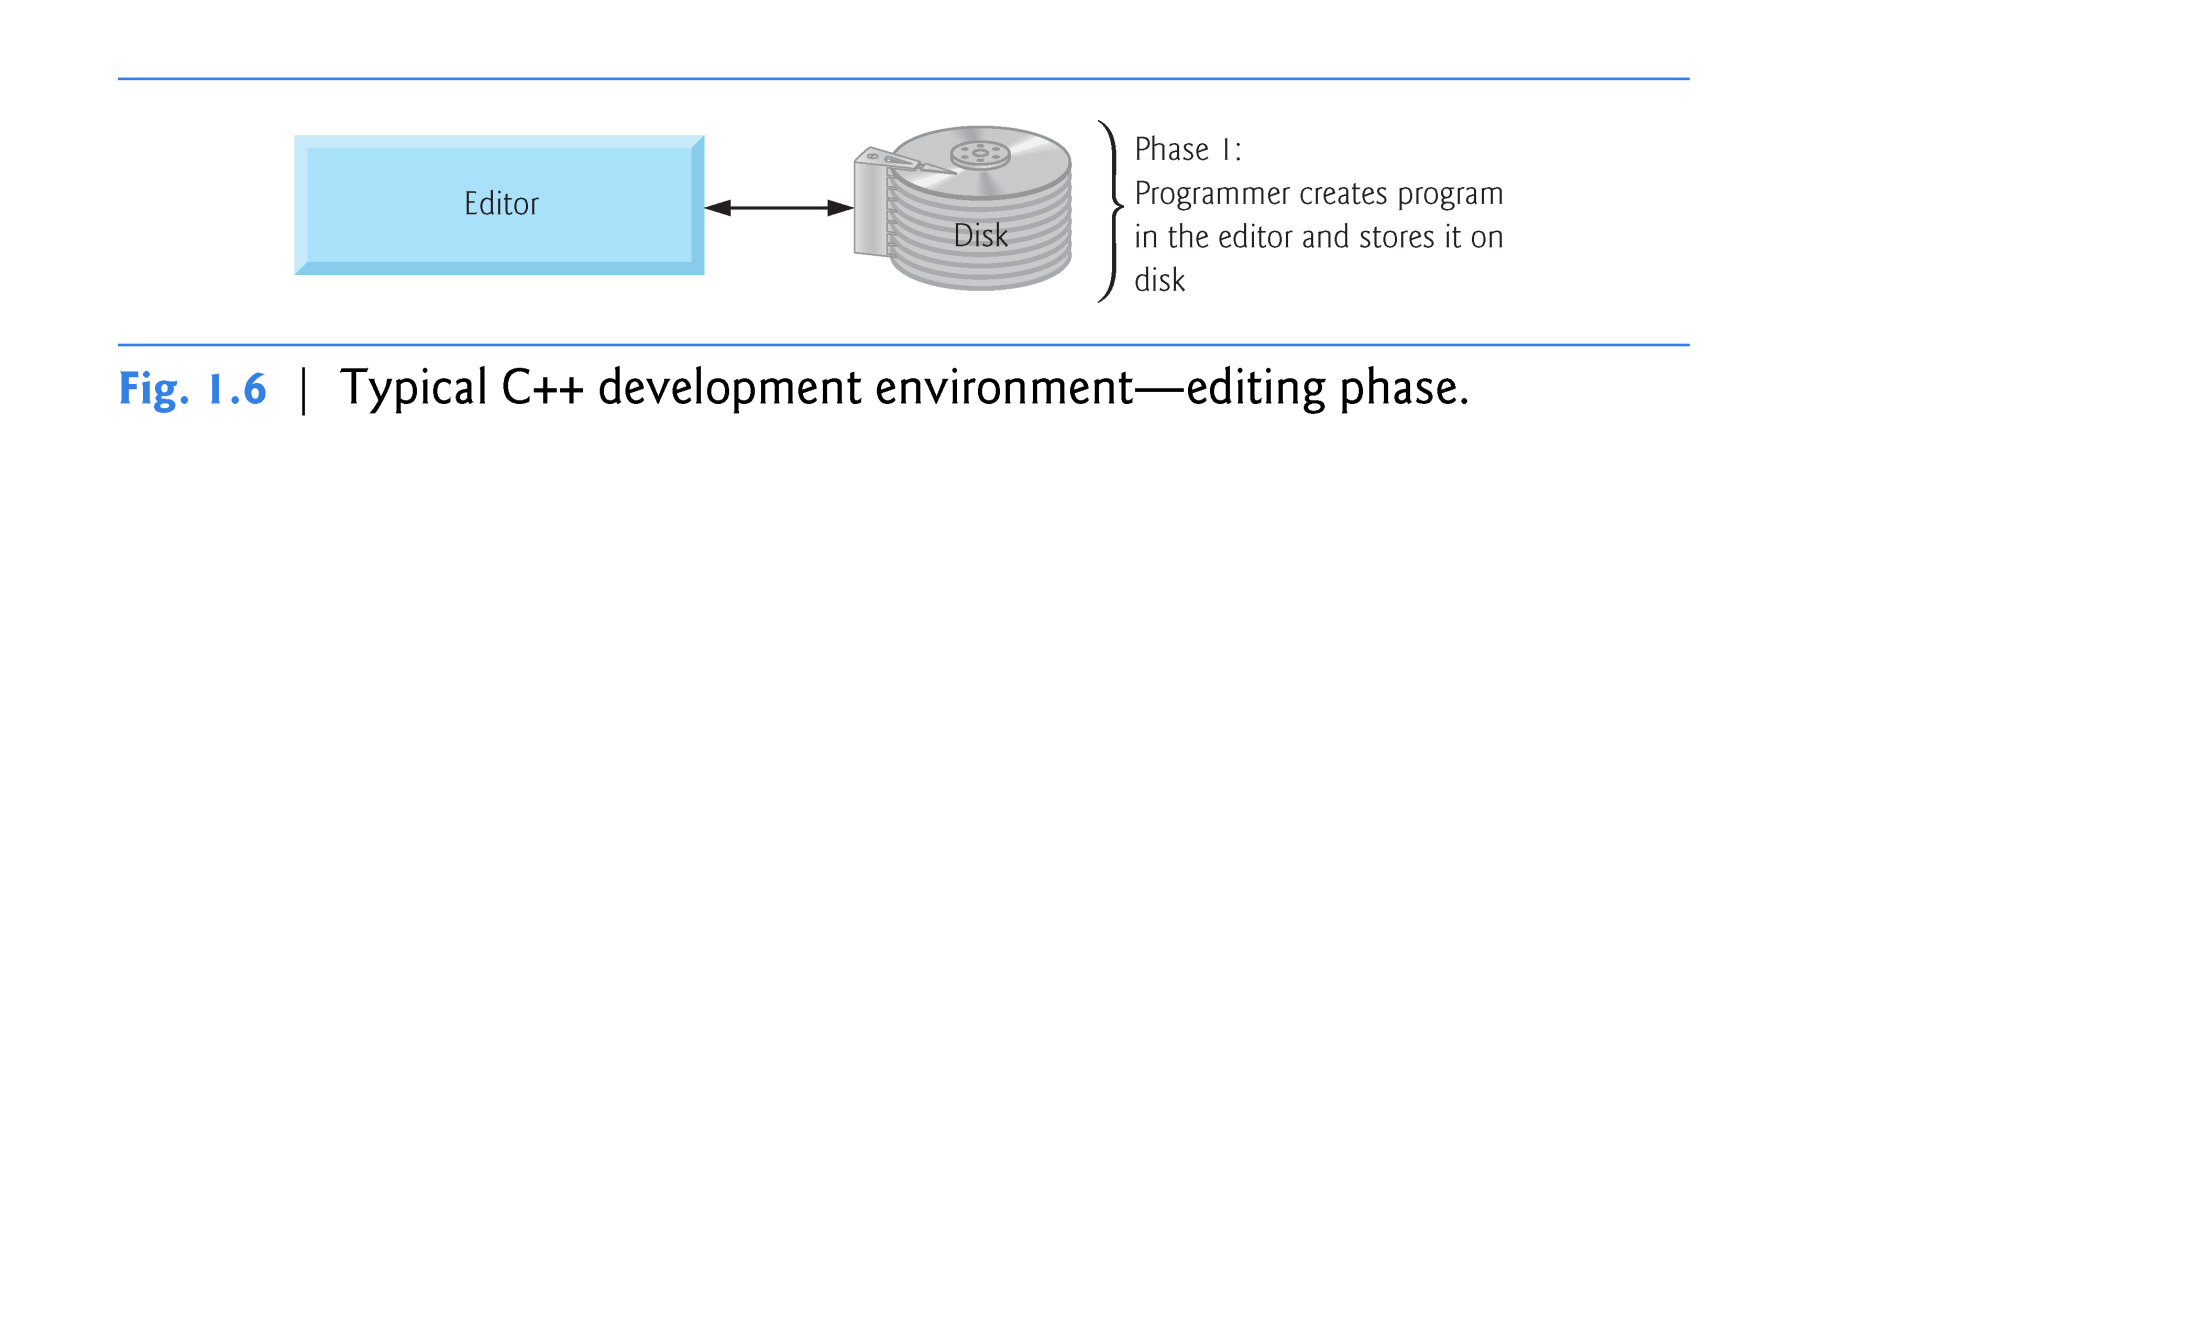 Editor
Disk
Phase 1:
Programmer creates program
in the editor and stores it on
disk
Fig. 1.6 | Typical C++ development environment—editing phase.